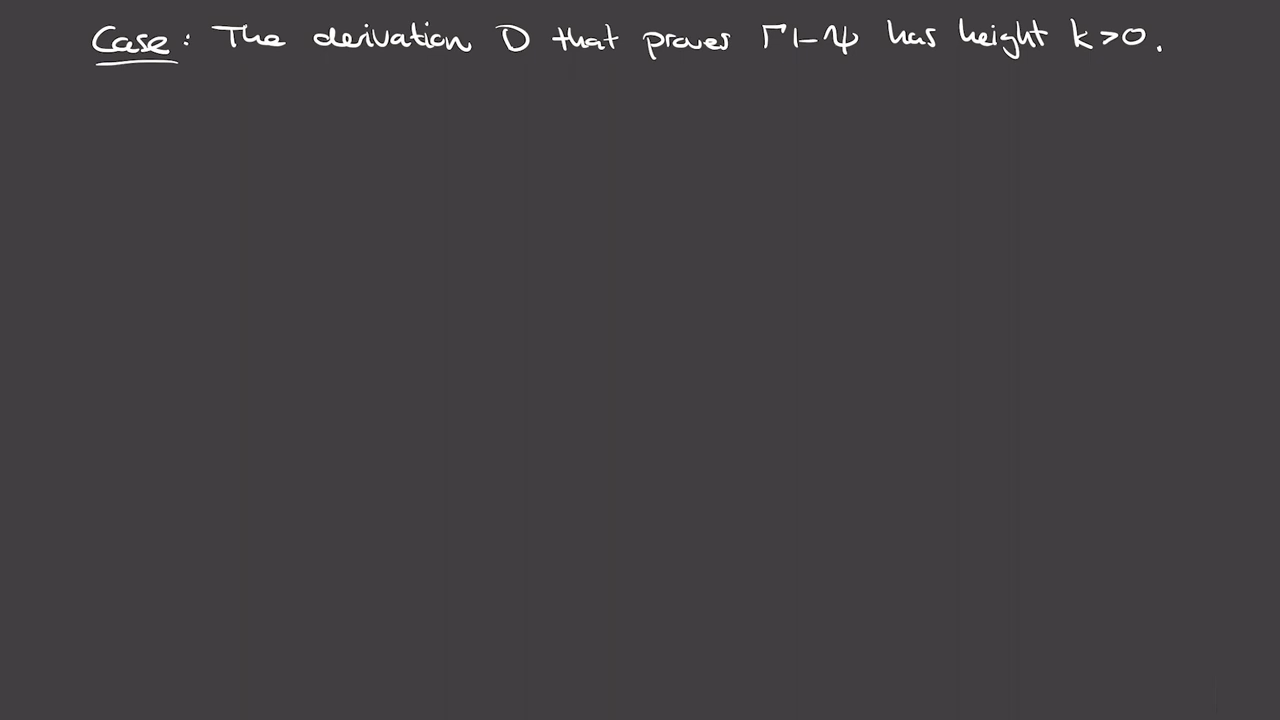 Case: The derivation D that proves Γ⊢ψ has height k>0.